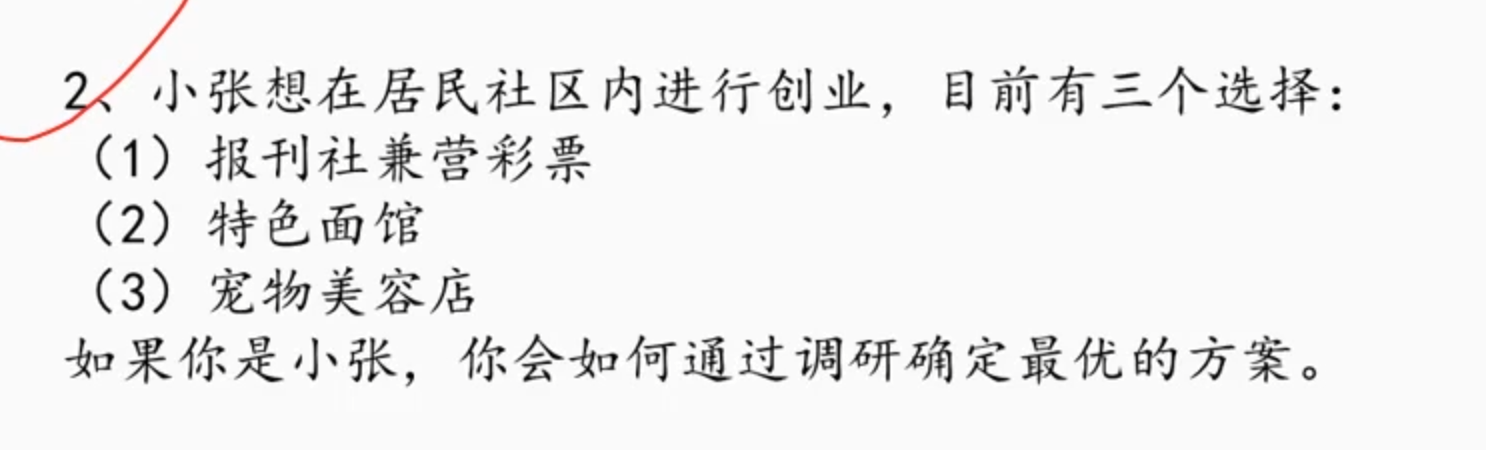 2、小张想在居民社区内进行创业，目前有三个选择：
（1）报刊社兼营彩票
（2）特色面馆
（3）宠物美容店
如果你是小张，你会如何通过调研确定最优的方案。